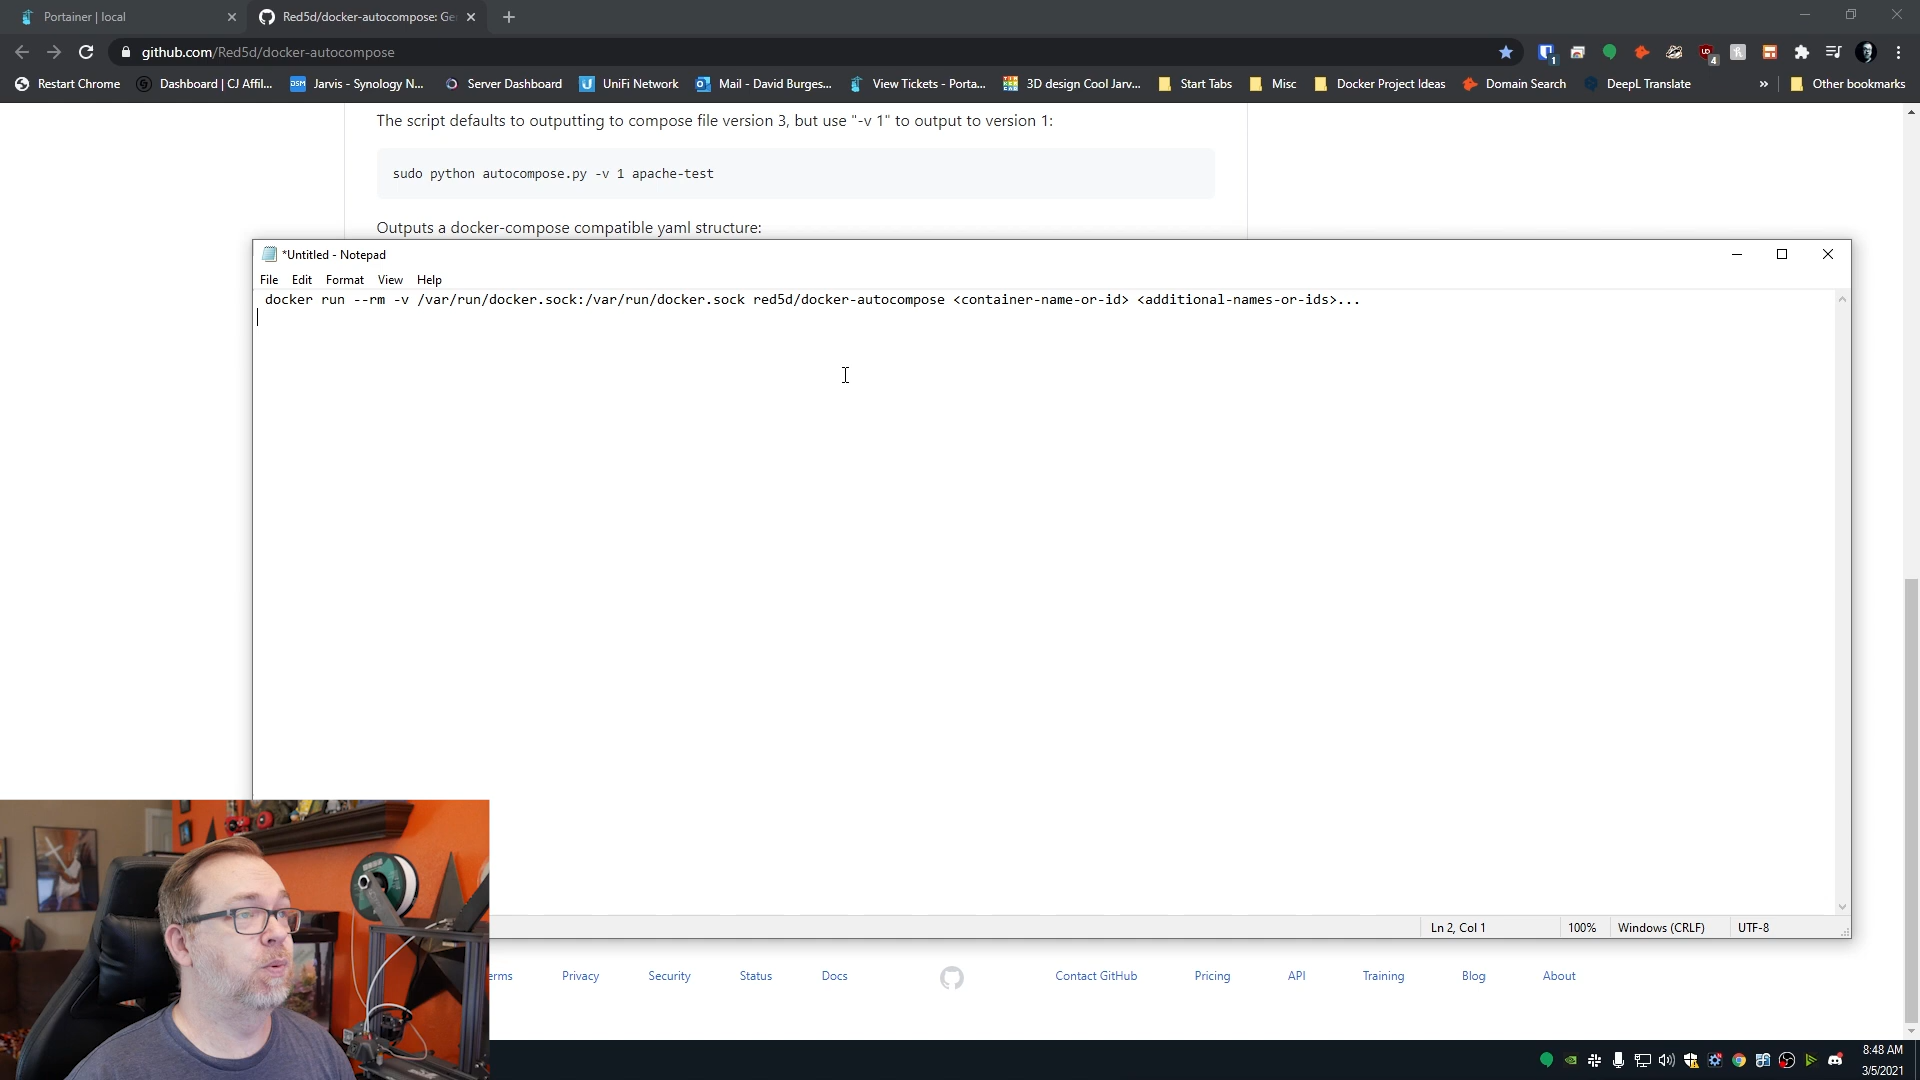 Portainer | local
Red5d/docker-autocompose: Ge
github.com/Red5d/docker-autocompose
1
4
Restart Chrome
Dashboard | CJ Affil...
DSM
Jarvis - Synology N...
Server Dashboard
UniFi Network
Mail - David Burges...
View Tickets - Porta...
3D design Cool Jarv...
Start Tabs
Misc
Docker Project Ideas
Domain Search
DeepL Translate
»
Other bookmarks
The script defaults to outputting to compose file version 3, but use "-v 1" to output to version 1:
sudo python autocompose.py -v 1 apache-test
Outputs a docker-compose compatible yaml structure:
*Untitled - Notepad
File Edit Format View Help
docker run --rm -v /var/run/docker.sock:/var/run/docker.sock red5d/docker-autocompose <container-name-or-id> <additional-names-or-ids>...
Ln 2, Col 1
100%
Windows (CRLF)
UTF-8
erms
Privacy
Security
Status
Docs
Contact GitHub
Pricing
API
Training
Blog
About
8:48 AM
3/5/2021